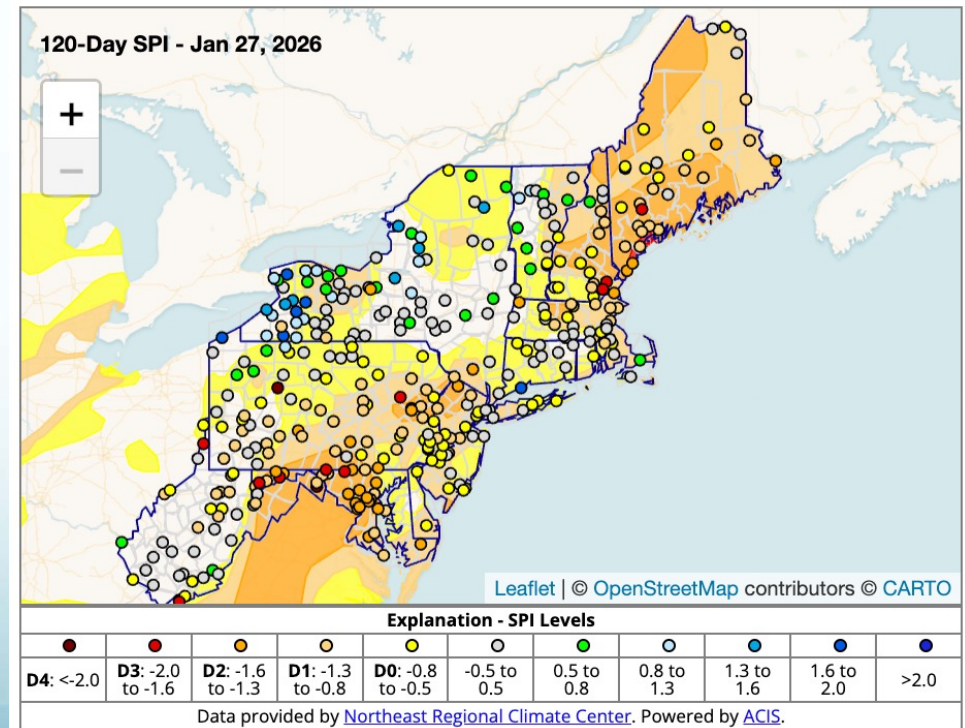 120-Day SPI - Jan 27, 2026
+
−
Leaflet | © OpenStreetMap contributors © CARTO
Explanation - SPI Levels
D4: <-2.0
D3: -2.0
to -1.6
D2: -1.6
to -1.3
D1: -1.3
to -0.8
D0: -0.8
to -0.5
-0.5 to
0.5
0.5 to
0.8
0.8 to
1.3
1.3 to
1.6
1.6 to
2.0
>2.0
Data provided by Northeast Regional Climate Center. Powered by ACIS.